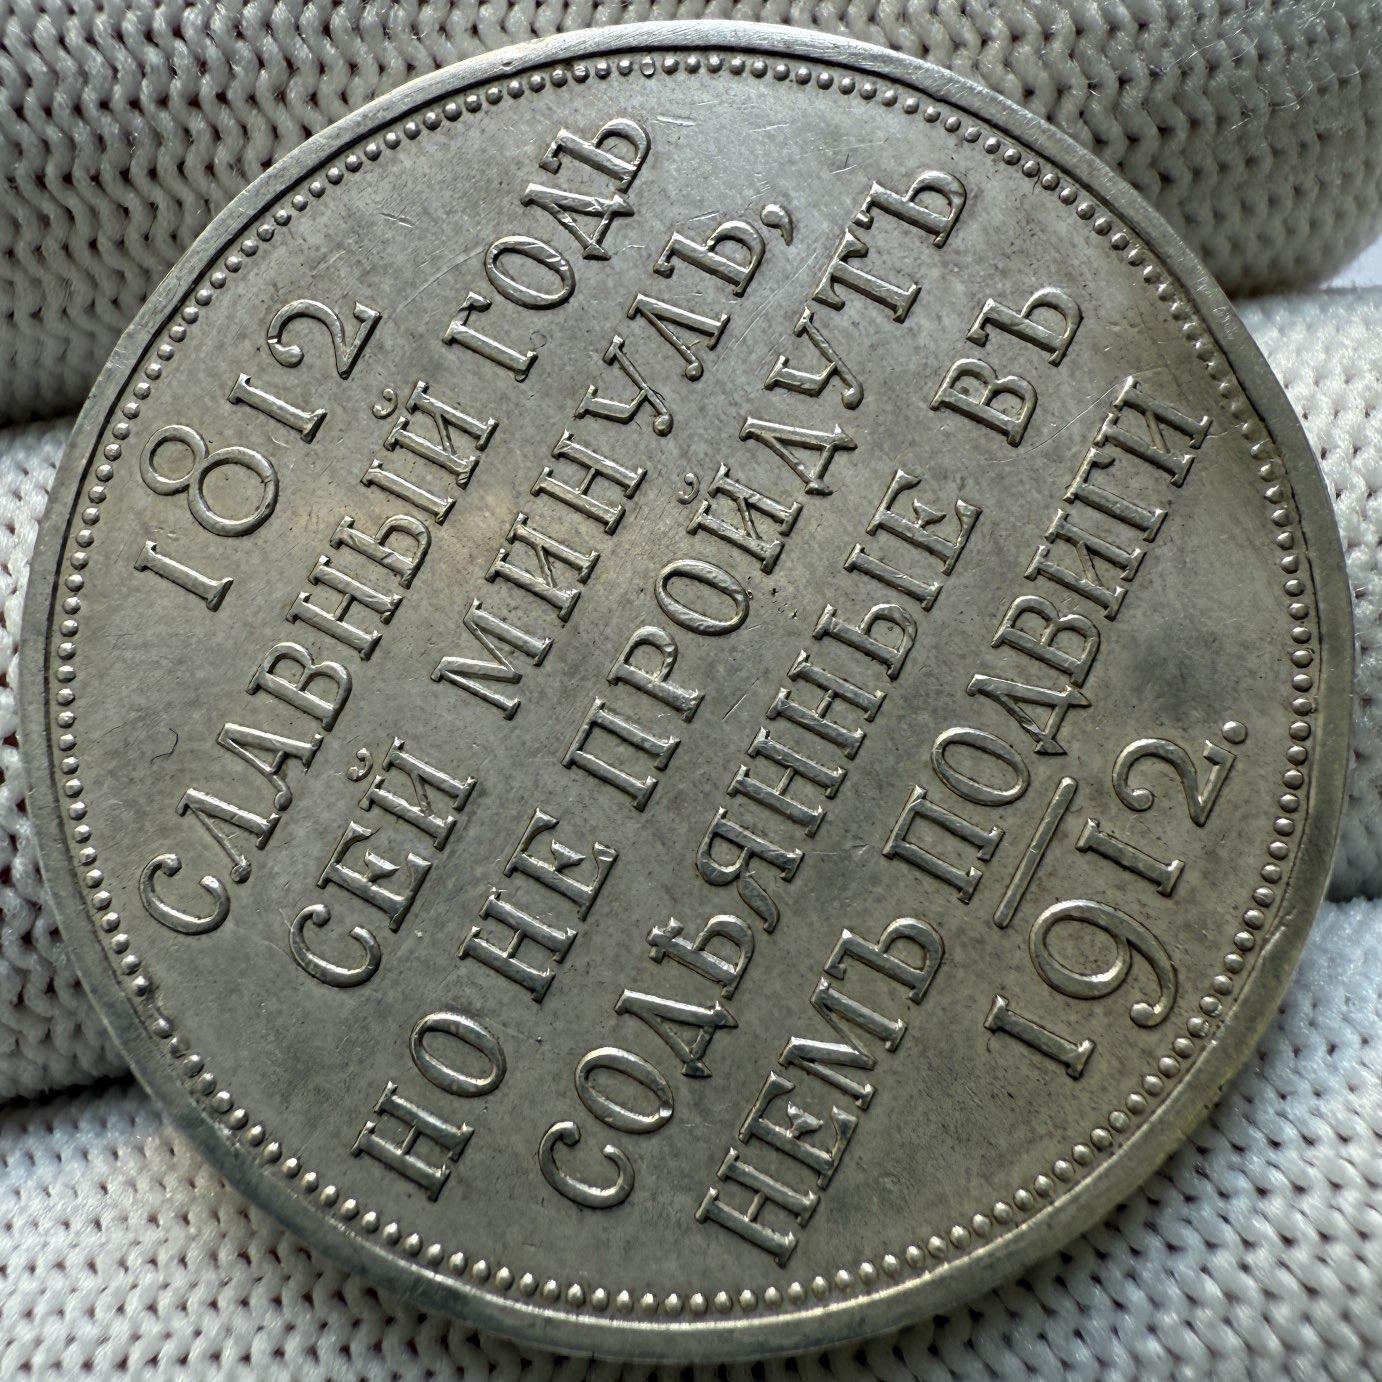 1812
СЛАВНЫЙ ГОДЪ
СЕЙ МИНУЛЪ,
НО НЕ ПРОЙДУТЪ
СОДѢЯННЫЕ ВЪ
НЕМЪ ПОДВИГИ
1912.